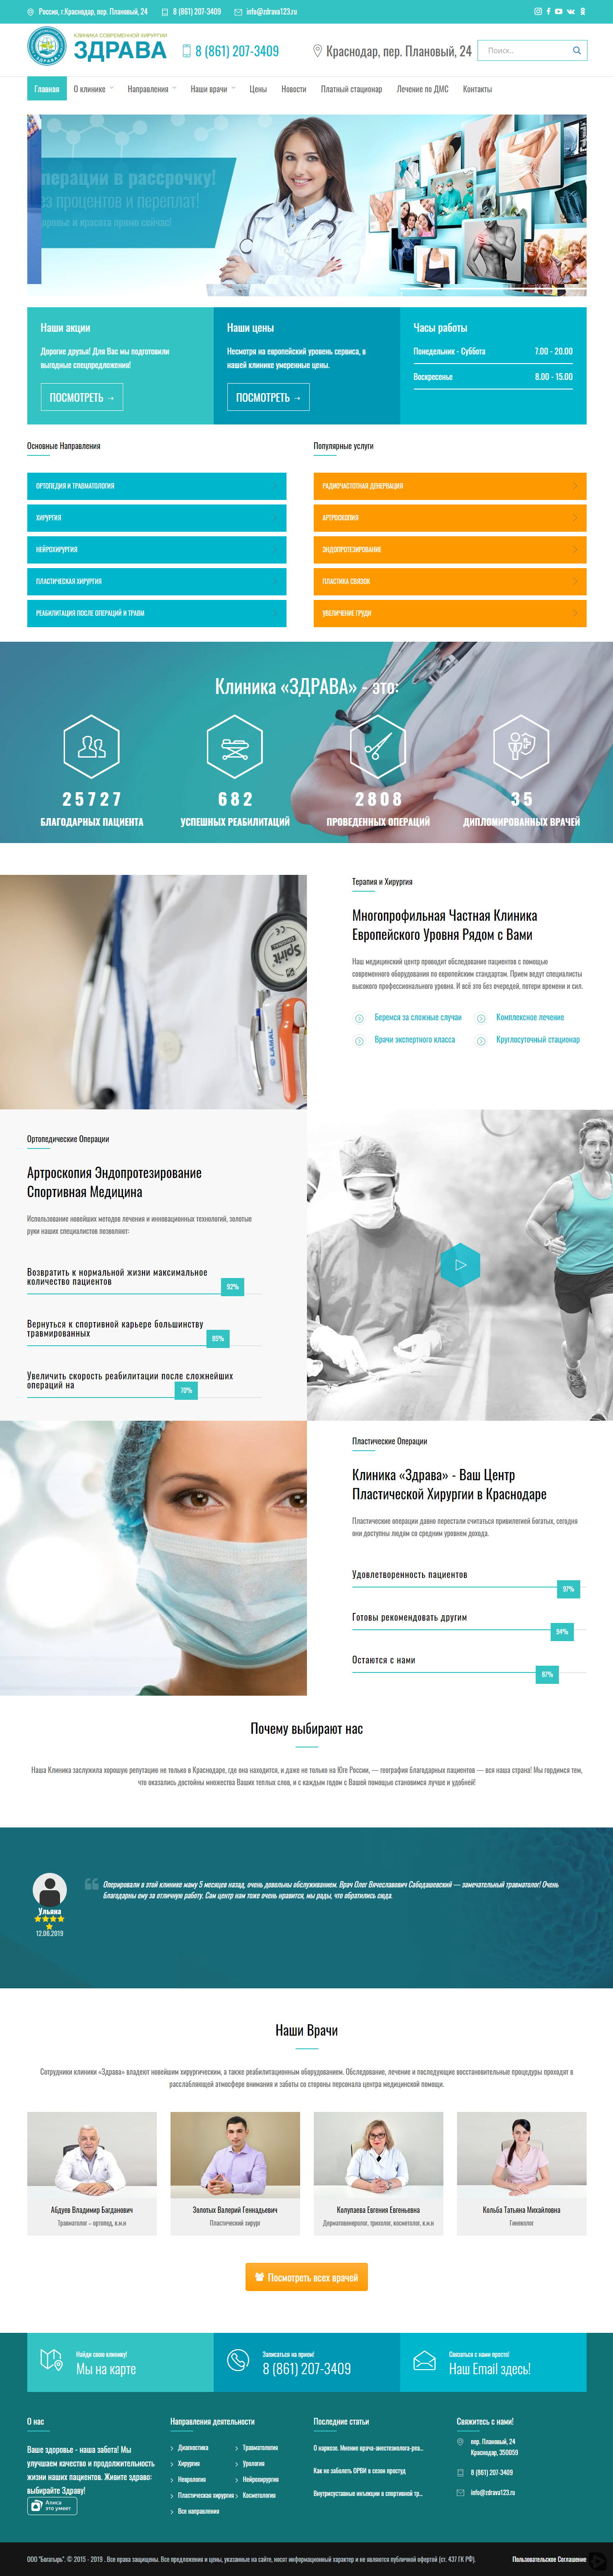 Россия, г.Краснодар, пер. Плановый, 24 8 (861) 207-3409 info@zdrava123.ru
КЛИНИКА СОВРЕМЕННОЙ ХИРУРГИИ
ЗДРАВА
8 (861) 207-3409
Краснодар, пер. Плановый, 24
Поиск..
Главная О клинике Направления Наши врачи Цены Новости Платный стационар Лечение по ДМС Контакты
перации в рассрочку!
ез процентов и переплат!
оровье и красота прямо сейчас!
Наши акции
Дорогие друзья! Для Вас мы подготовили
выгодные спецпредложения!
ПОСМОТРЕТЬ →
Наши цены
Несмотря на европейский уровень сервиса, в
нашей клинике умеренные цены.
ПОСМОТРЕТЬ →
Часы работы
Понедельник - Суббота 7.00 - 20.00
Воскресенье 8.00 - 15.00
Основные Направления
ОРТОПЕДИЯ И ТРАВМАТОЛОГИЯ
ХИРУРГИЯ
НЕЙРОХИРУРГИЯ
ПЛАСТИЧЕСКАЯ ХИРУРГИЯ
РЕАБИЛИТАЦИЯ ПОСЛЕ ОПЕРАЦИЙ И ТРАВМ
Популярные услуги
РАДИОЧАСТОТНАЯ ДЕНЕРВАЦИЯ
АРТРОСКОПИЯ
ЭНДОПРОТЕЗИРОВАНИЕ
ПЛАСТИКА СВЯЗОК
УВЕЛИЧЕНИЕ ГРУДИ
Клиника «ЗДРАВА» - это:
25727
БЛАГОДАРНЫХ ПАЦИЕНТА
682
УСПЕШНЫХ РЕАБИЛИТАЦИЙ
2808
ПРОВЕДЕННЫХ ОПЕРАЦИЙ
35
ДИПЛОМИРОВАННЫХ ВРАЧЕЙ
Spirit
LAMAL
Терапия и Хирургия
Многопрофильная Частная Клиника
Европейского Уровня Рядом с Вами
Наш медицинский центр проводит обследование пациентов с помощью
современного оборудования по европейским стандартам. Прием ведут специалисты
высокого профессионального уровня. И всё это без очередей, потери времени и сил.
Беремся за сложные случаи Комплексное лечение
Врачи экспертного класса Круглосуточный стационар
Ортопедические Операции
Артроскопия Эндопротезирование
Спортивная Медицина
Использование новейших методов лечения и инновационных технологий, золотые
руки наших специалистов позволяют:
Возвратить к нормальной жизни максимальное
количество пациентов
92%
Вернуться к спортивной карьере большинству
травмированных
85%
Увеличить скорость реабилитации после сложнейших
операций на
70%
Пластические Операции
Клиника «Здрава» - Ваш Центр
Пластической Хирургии в Краснодаре
Пластические операции давно перестали считаться привилегией богатых, сегодня
они доступны людям со средним уровнем дохода.
Удовлетворенность пациентов
97%
Готовы рекомендовать другим
94%
Остаются с нами
87%
Почему выбирают нас
Наша Клиника заслужила хорошую репутацию не только в Краснодаре, где она находится, и даже не только на Юге России, — география благодарных пациентов — вся наша страна! Мы гордимся тем,
что оказались достойны множества Ваших теплых слов, и с каждым годом с Вашей помощью становимся лучше и удобней!
Ульяна
12.06.2019
Оперировали в этой клинике маму 5 месяцев назад, очень довольны обслуживанием. Врач Олег Вячеславович Сабодашевский — замечательный травматолог! Очень
благодарны ему за отличную работу. Сам центр нам тоже очень нравится, мы рады, что обратились сюда.
Наши Врачи
Сотрудники клиники «Здрава» владеют новейшим хирургическим, а также реабилитационным оборудованием. Обследование, лечение и последующие восстановительные процедуры проходят в
расслабляющей атмосфере внимания и заботы со стороны персонала центра медицинской помощи.
Абдуев Владимир Багданович
Травматолог – ортопед, к.м.н
Золотых Валерий Геннадьевич
Пластический хирург
Колупаева Евгения Евгеньевна
Дерматовенеролог, трихолог, косметолог, к.м.н
Кольба Татьяна Михайловна
Гинеколог
Посмотреть всех врачей
Найди свою клинику!
Мы на карте
Записаться на прием!
8 (861) 207-3409
Связаться с нами просто!
Наш Email здесь!
О нас
Ваше здоровье - наша забота! Мы
улучшаем качество и продолжительность
жизни наших пациентов. Живите здраво:
выбирайте Здраву!
Алиса
это умеет
Направления деятельности
Диагностика Травматология
Хирургия Урология
Неврология Нейрохирургия
Пластическая хирургия Косметология
Все направления
Последние статьи
О наркозе. Мнение врача-анестезиолога-реа...
Как не заболеть ОРВИ в сезон простуд
Внутрисуставные инъекции в спортивной тр...
Свяжитесь с нами!
пер. Плановый, 24
Краснодар, 350059
8 (861) 207-3409
info@zdrava123.ru
ООО "Богатырь". © 2015 - 2019 . Все права защищены. Все предложения и цены, указанные на сайте, носят информационный характер и не являются публичной офертой (ст. 437 ГК РФ). Пользовательское Соглашение